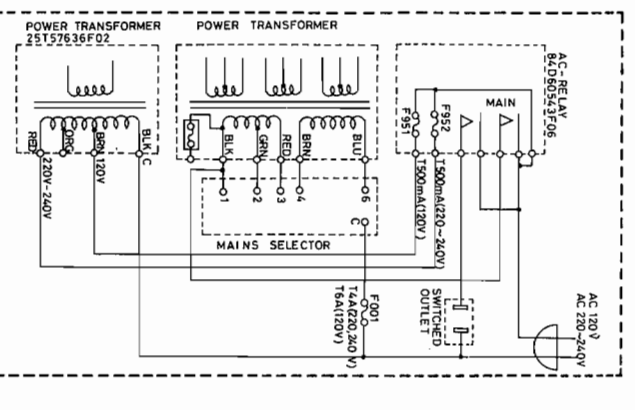 POWER TRANSFORMER
25T57636F02
POWER TRANSFORMER
AC-RELAY
84D60543F06
MAIN
F951
F952
RED
ORG
BRN
BLK
C
220V~240V
120V
BLK
GRN
RED
BRN
BLU
T500mA(120V)
T500mA(220~240V)
1
2
3
4
6
C
MAINS SELECTOR
F001
T4A(220,240V)
T6A(120V)
SWITCHED
OUTLET
AC 120V
AC 220~240V